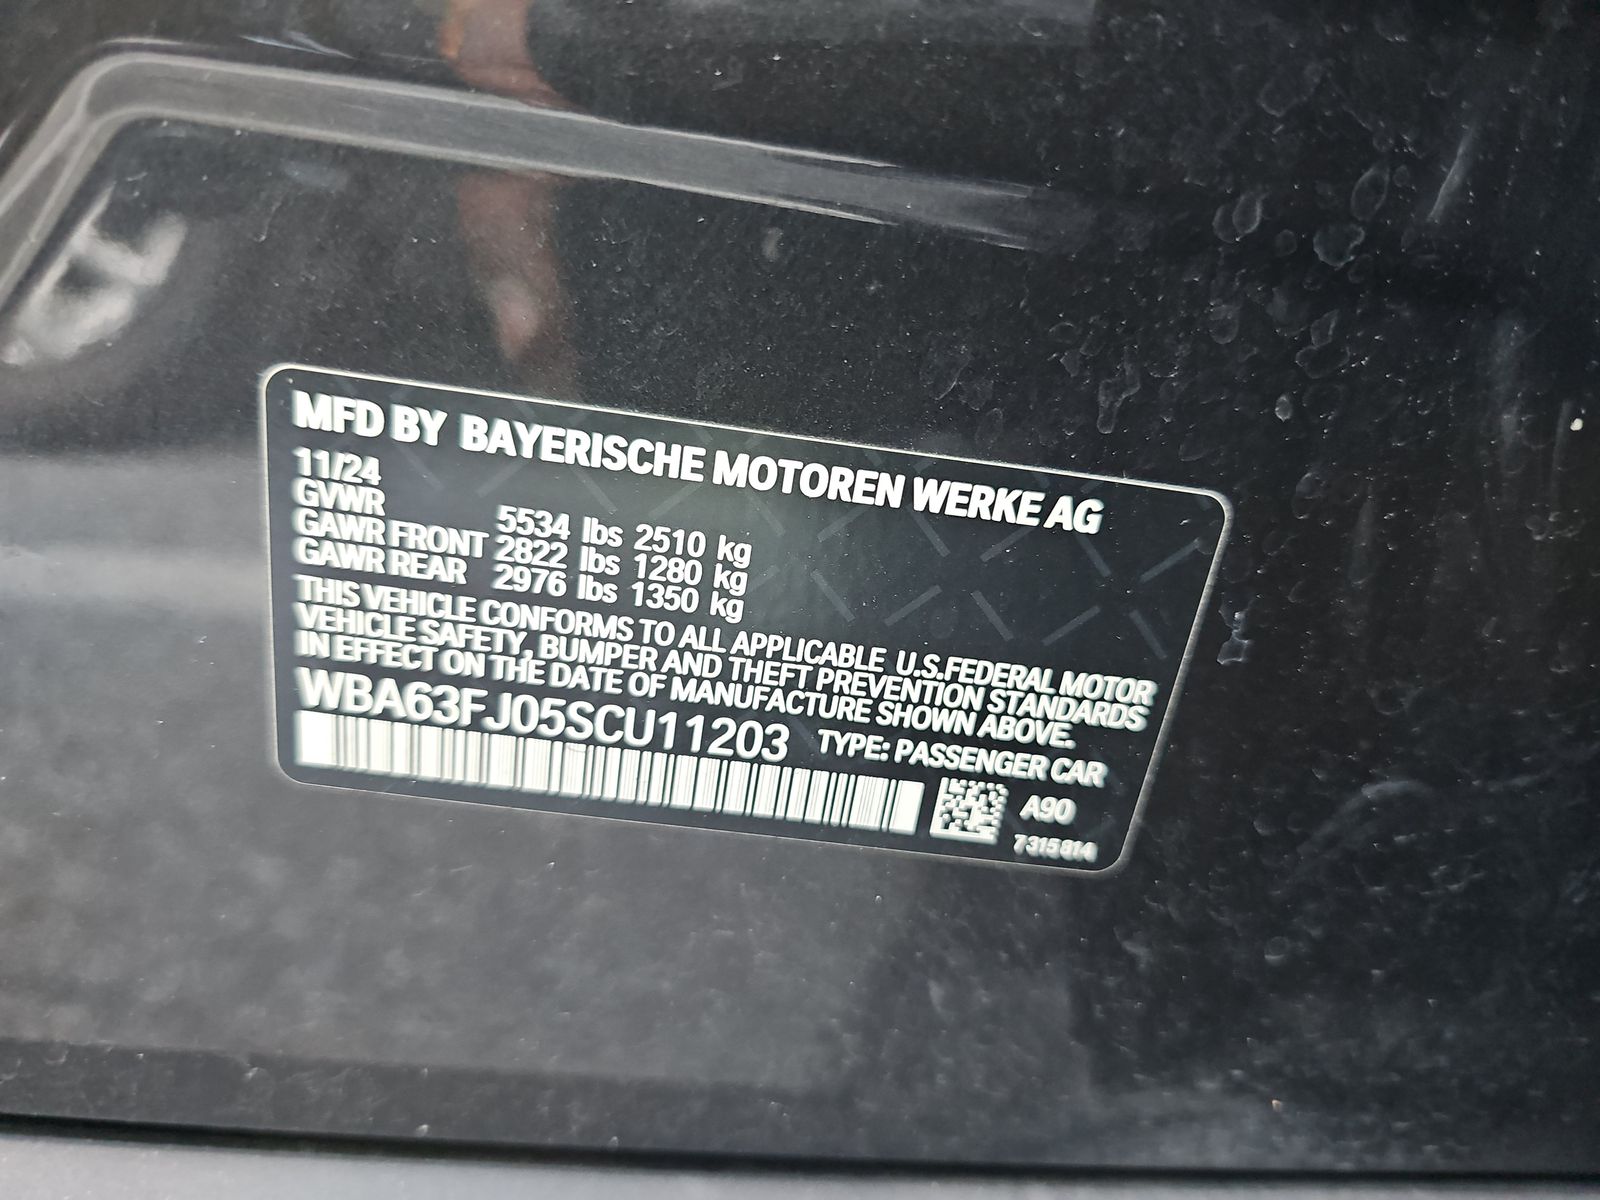 MFD BY BAYERISCHE MOTOREN WERKE AG
11/24
GVWR 5534 lbs 2510 kg
GAWR FRONT 2822 lbs 1280 kg
GAWR REAR 2976 lbs 1350 kg
THIS VEHICLE CONFORMS TO ALL APPLICABLE U.S.FEDERAL MOTOR
VEHICLE SAFETY, BUMPER AND THEFT PREVENTION STANDARDS
IN EFFECT ON THE DATE OF MANUFACTURE SHOWN ABOVE.
WBA63FJ05SCU11203 TYPE: PASSENGER CAR
A90
7315814